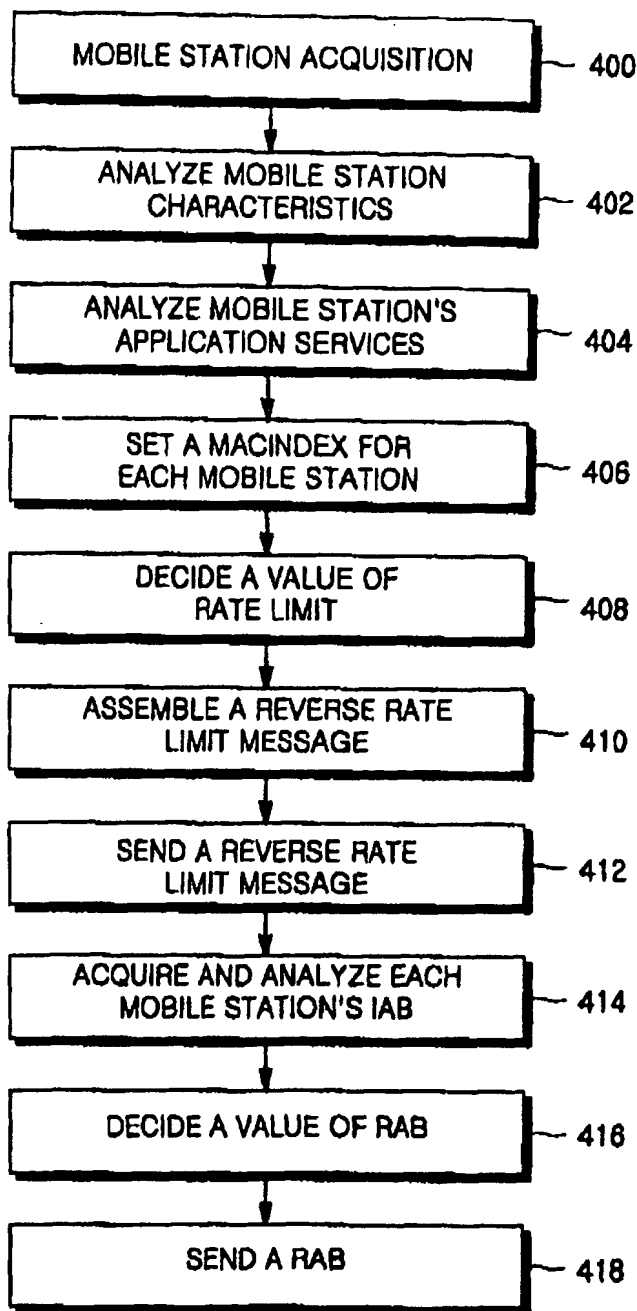 MOBILE STATION ACQUISITION
400
ANALYZE MOBILE STATION
CHARACTERISTICS
402
ANALYZE MOBILE STATION'S
APPLICATION SERVICES
404
SET A MACINDEX FOR
EACH MOBILE STATION
406
DECIDE A VALUE OF
RATE LIMIT
408
ASSEMBLE A REVERSE RATE
LIMIT MESSAGE
410
SEND A REVERSE RATE
LIMIT MESSAGE
412
ACQUIRE AND ANALYZE EACH
MOBILE STATION'S IAB
414
DECIDE A VALUE OF RAB
416
SEND A RAB
418